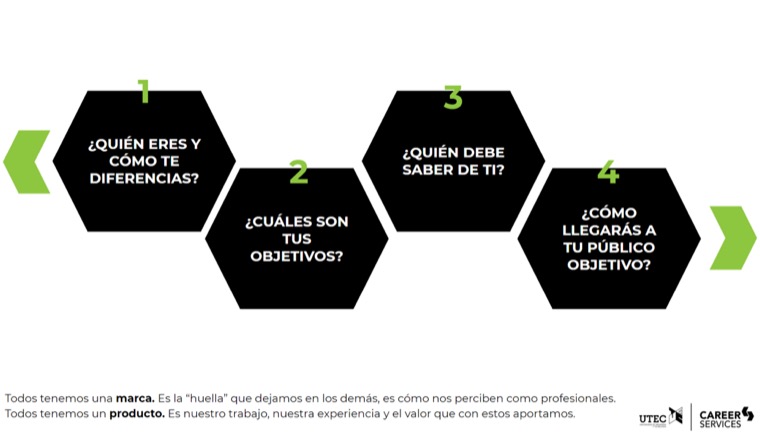 1
¿QUIÉN ERES Y
CÓMO TE
DIFERENCIAS?
2
¿CUÁLES SON
TUS
OBJETIVOS?
3
¿QUIÉN DEBE
SABER DE TI?
4
¿CÓMO
LLEGARÁS A
TU PÚBLICO
OBJETIVO?
Todos tenemos una marca. Es la “huella” que dejamos en los demás, es cómo nos perciben como profesionales.
Todos tenemos un producto. Es nuestro trabajo, nuestra experiencia y el valor que con estos aportamos.
UTEC
CAREER
SERVICES